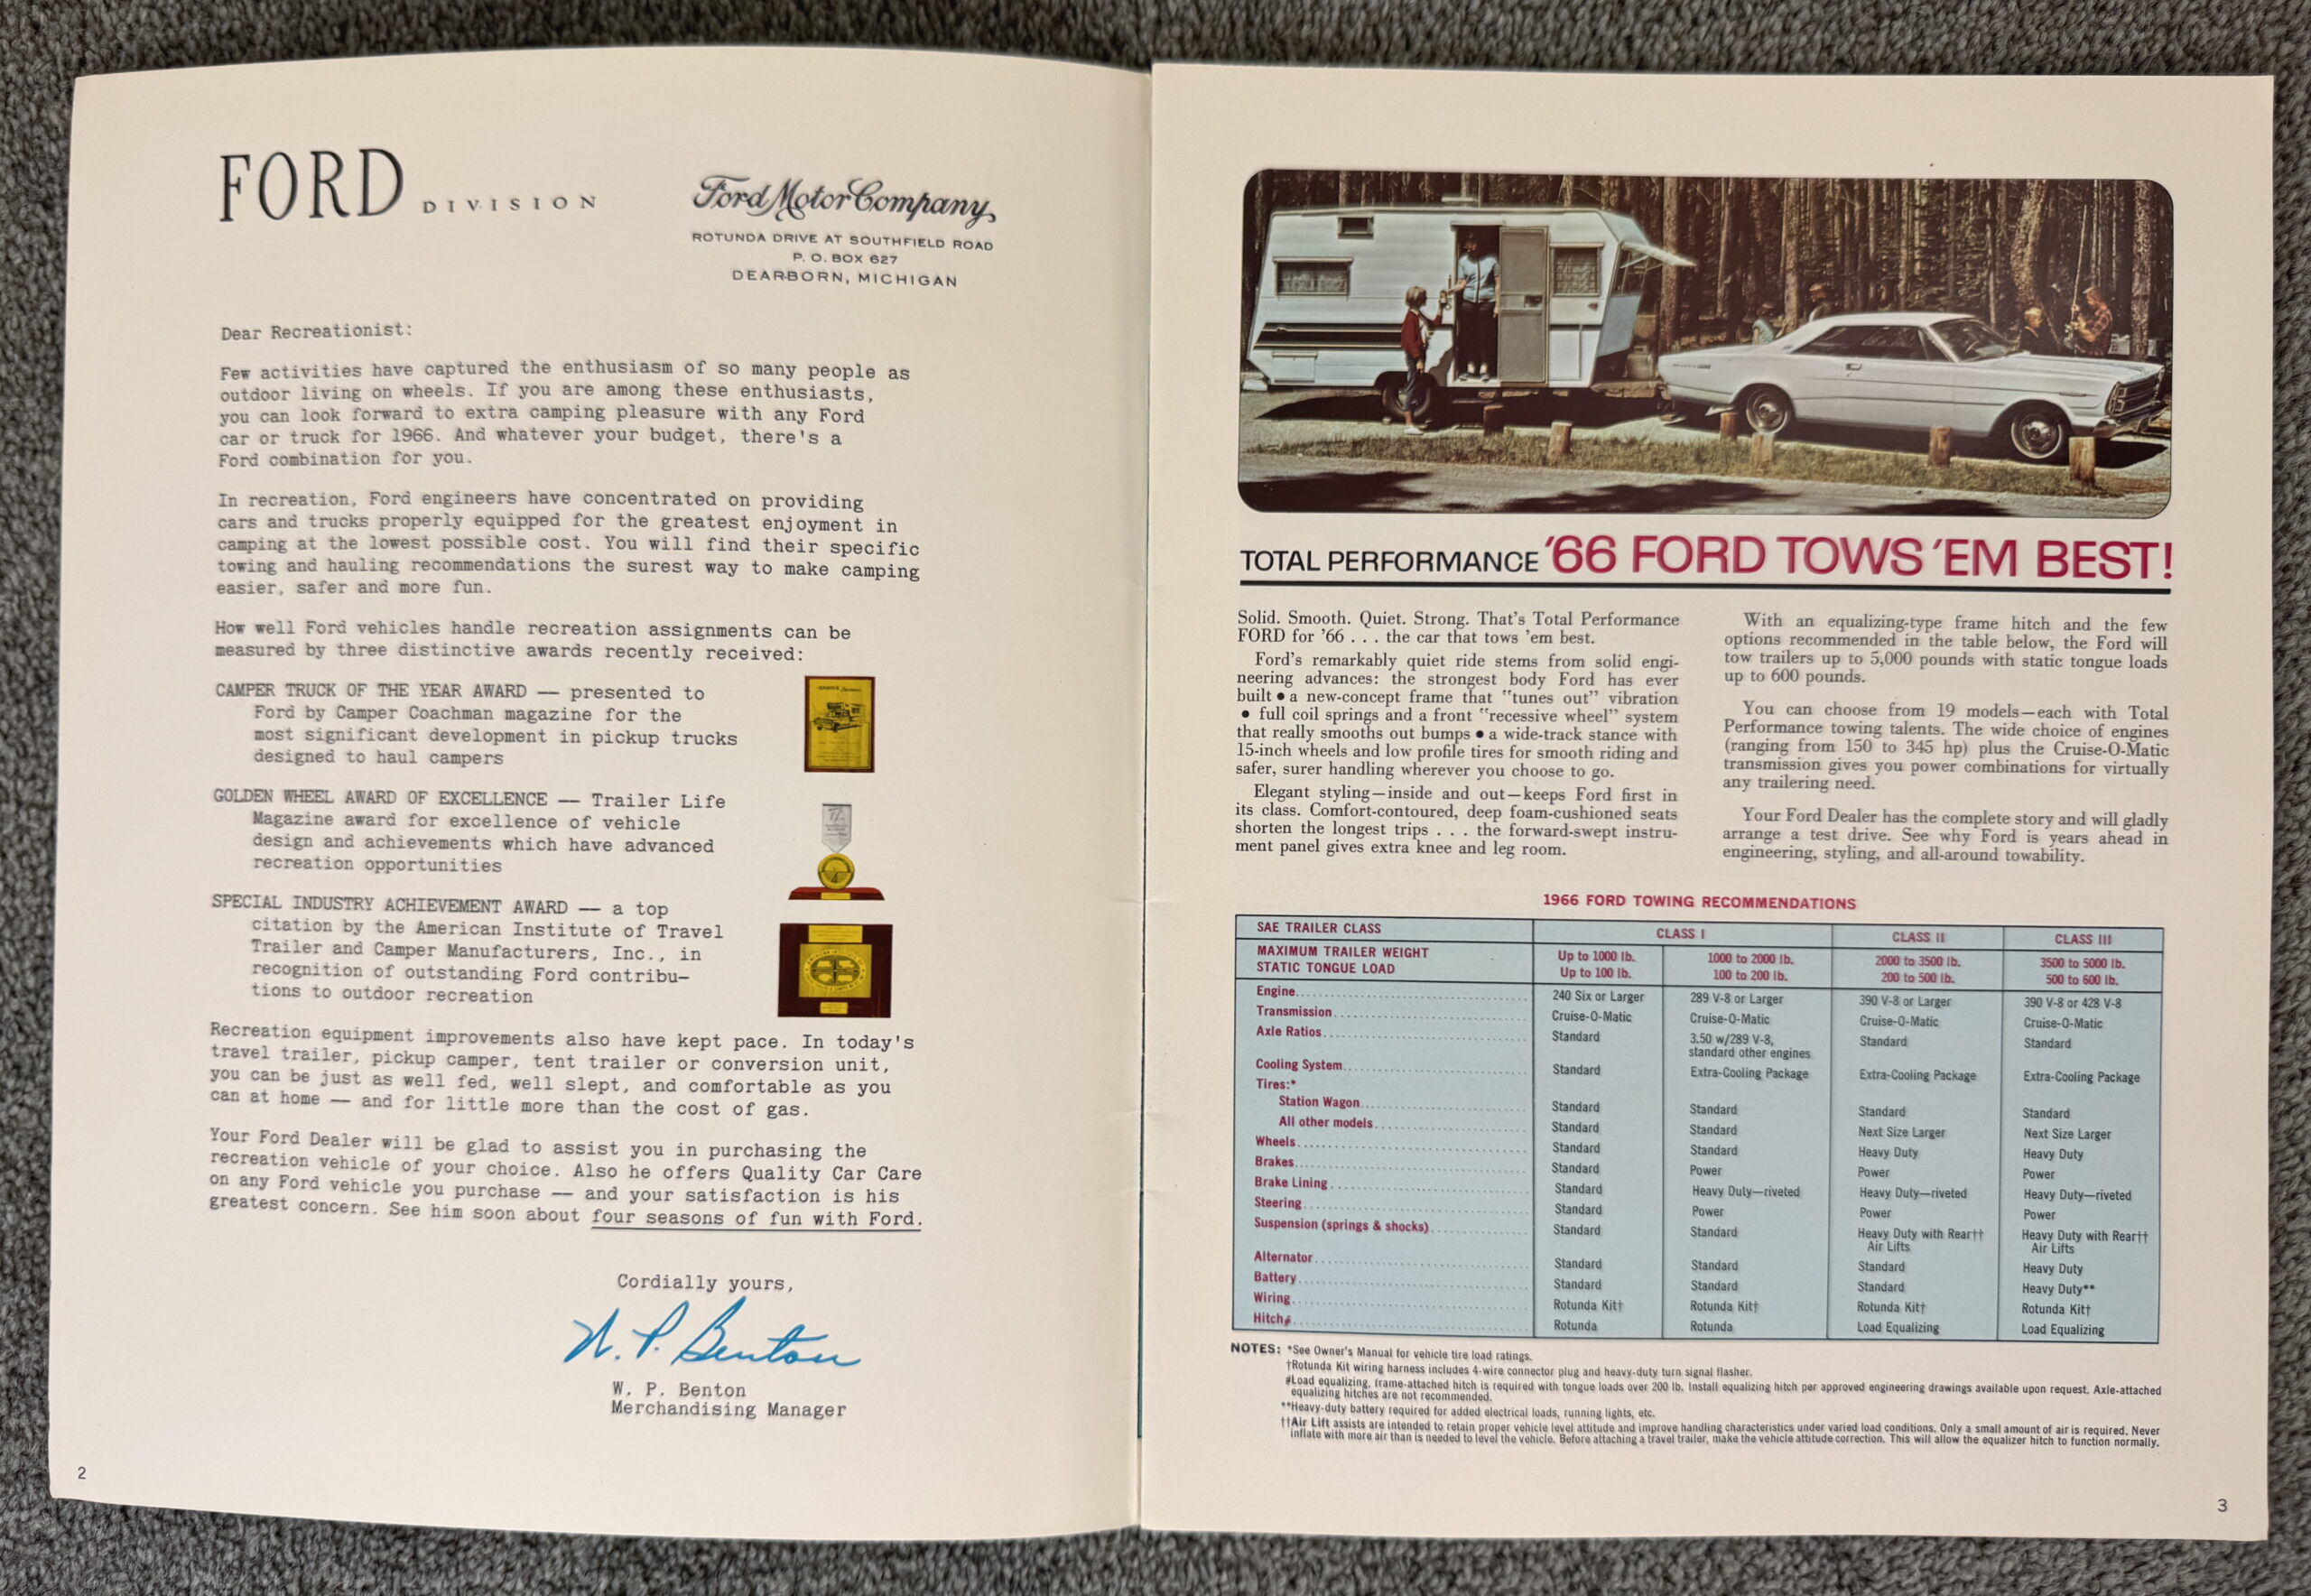 FORD DIVISION
Ford Motor Company,
ROTUNDA DRIVE AT SOUTHFIELD ROAD
P. O. BOX 627
DEARBORN, MICHIGAN
Dear Recreationist:
Few activities have captured the enthusiasm of so many people as
outdoor living on wheels. If you are among these enthusiasts,
you can look forward to extra camping pleasure with any Ford
car or truck for 1966. And whatever your budget, there's a
Ford combination for you.
In recreation, Ford engineers have concentrated on providing
cars and trucks properly equipped for the greatest enjoyment in
camping at the lowest possible cost. You will find their specific
towing and hauling recommendations the surest way to make camping
easier, safer and more fun.
How well Ford vehicles handle recreation assignments can be
measured by three distinctive awards recently received:
CAMPER TRUCK OF THE YEAR AWARD — presented to
Ford by Camper Coachman magazine for the
most significant development in pickup trucks
designed to haul campers
GOLDEN WHEEL AWARD OF EXCELLENCE — Trailer Life
Magazine award for excellence of vehicle
design and achievements which have advanced
recreation opportunities
SPECIAL INDUSTRY ACHIEVEMENT AWARD — a top
citation by the American Institute of Travel
Trailer and Camper Manufacturers, Inc., in
recognition of outstanding Ford contribu-
tions to outdoor recreation
Recreation equipment improvements also have kept pace. In today's
travel trailer, pickup camper, tent trailer or conversion unit,
you can be just as well fed, well slept, and comfortable as you
can at home — and for little more than the cost of gas.
Your Ford Dealer will be glad to assist you in purchasing the
recreation vehicle of your choice. Also he offers Quality Car Care
on any Ford vehicle you purchase — and your satisfaction is his
greatest concern. See him soon about four seasons of fun with Ford.
Cordially yours,
W. P. Benton
W. P. Benton
Merchandising Manager
2
TOTAL PERFORMANCE '66 FORD TOWS 'EM BEST!
Solid. Smooth. Quiet. Strong. That's Total Performance
FORD for '66 . . . the car that tows 'em best.
Ford's remarkably quiet ride stems from solid engi-
neering advances: the strongest body Ford has ever
built • a new-concept frame that "tunes out" vibration
• full coil springs and a front "recessive wheel" system
that really smooths out bumps • a wide-track stance with
15-inch wheels and low profile tires for smooth riding and
safer, surer handling wherever you choose to go.
Elegant styling—inside and out—keeps Ford first in
its class. Comfort-contoured, deep foam-cushioned seats
shorten the longest trips . . . the forward-swept instru-
ment panel gives extra knee and leg room.
With an equalizing-type frame hitch and the few
options recommended in the table below, the Ford will
tow trailers up to 5,000 pounds with static tongue loads
up to 600 pounds.
You can choose from 19 models—each with Total
Performance towing talents. The wide choice of engines
(ranging from 150 to 345 hp) plus the Cruise-O-Matic
transmission gives you power combinations for virtually
any trailering need.
Your Ford Dealer has the complete story and will gladly
arrange a test drive. See why Ford is years ahead in
engineering, styling, and all-around towability.
1966 FORD TOWING RECOMMENDATIONS
SAE TRAILER CLASS CLASS I CLASS II CLASS III
MAXIMUM TRAILER WEIGHT Up to 1000 lb. 1000 to 2000 lb. 2000 to 3500 lb. 3500 to 5000 lb.
STATIC TONGUE LOAD Up to 100 lb. 100 to 200 lb. 200 to 500 lb. 500 to 600 lb.
Engine 240 Six or Larger 289 V-8 or Larger 390 V-8 or Larger 390 V-8 or 428 V-8
Transmission Cruise-O-Matic Cruise-O-Matic Cruise-O-Matic Cruise-O-Matic
Axle Ratios Standard 3.50 w/289 V-8, Standard Standard
standard other engines
Cooling System Standard Extra-Cooling Package Extra-Cooling Package Extra-Cooling Package
Tires:*
Station Wagon Standard Standard Standard Standard
All other models Standard Standard Next Size Larger Next Size Larger
Wheels Standard Standard Heavy Duty Heavy Duty
Brakes Standard Power Power Power
Brake Lining Standard Heavy Duty—riveted Heavy Duty—riveted Heavy Duty—riveted
Steering Standard Power Power Power
Suspension (springs & shocks) Standard Standard Heavy Duty with Rear†† Heavy Duty with Rear††
Air Lifts Air Lifts
Alternator Standard Standard Standard Heavy Duty
Battery Standard Standard Standard Heavy Duty**
Wiring Rotunda Kit† Rotunda Kit† Rotunda Kit† Rotunda Kit†
Hitch# Rotunda Rotunda Load Equalizing Load Equalizing
NOTES: *See Owner's Manual for vehicle tire load ratings.
†Rotunda Kit wiring harness includes 4-wire connector plug and heavy-duty turn signal flasher.
#Load equalizing, frame-attached hitch is required with tongue loads over 200 lb. Install equalizing hitch per approved engineering drawings available upon request. Axle-attached
equalizing hitches are not recommended.
**Heavy-duty battery required for added electrical loads, running lights, etc.
††Air Lift assists are intended to retain proper vehicle level attitude and improve handling characteristics under varied load conditions. Only a small amount of air is required. Never
inflate with more air than is needed to level the vehicle. Before attaching a travel trailer, make the vehicle attitude correction. This will allow the equalizer hitch to function normally.
3